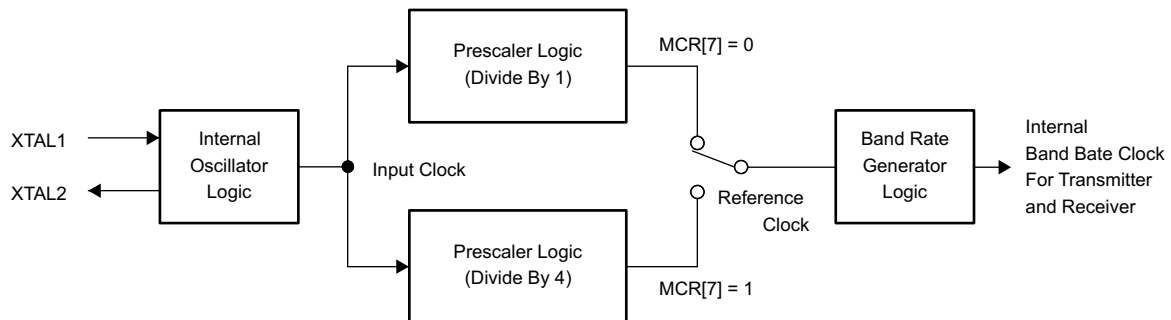 XTAL1
XTAL2
Internal
Oscillator
Logic
Input Clock
Prescaler Logic
(Divide By 1)
MCR[7] = 0
Prescaler Logic
(Divide By 4)
MCR[7] = 1
Reference
Clock
Band Rate
Generator
Logic
Internal
Band Bate Clock
For Transmitter
and Receiver